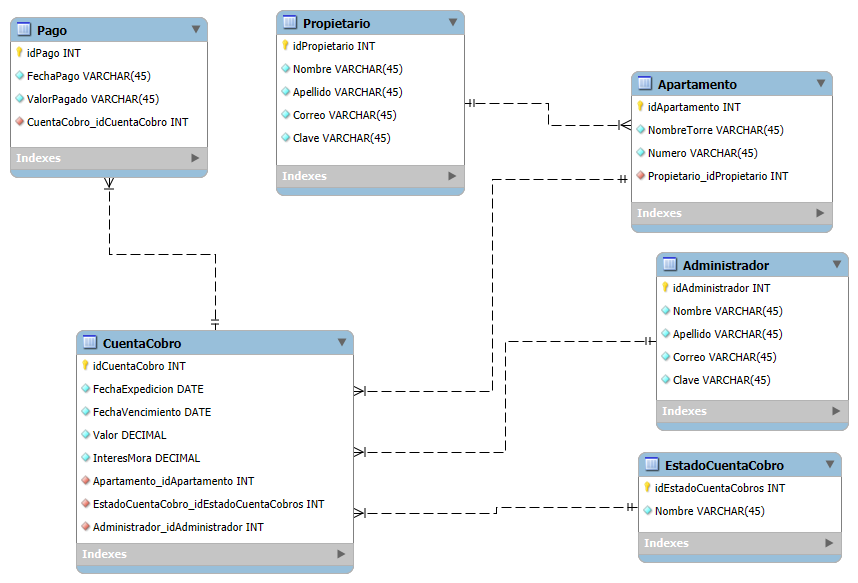 Pago
idPago INT
FechaPago VARCHAR(45)
ValorPagado VARCHAR(45)
CuentaCobro_idCuentaCobro INT
Indexes
Propietario
idPropietario INT
Nombre VARCHAR(45)
Apellido VARCHAR(45)
Correo VARCHAR(45)
Clave VARCHAR(45)
Indexes
Apartamento
idApartamento INT
NombreTorre VARCHAR(45)
Numero VARCHAR(45)
Propietario_idPropietario INT
Indexes
Administrador
idAdministrador INT
Nombre VARCHAR(45)
Apellido VARCHAR(45)
Correo VARCHAR(45)
Clave VARCHAR(45)
Indexes
CuentaCobro
idCuentaCobro INT
FechaExpedicion DATE
FechaVencimiento DATE
Valor DECIMAL
InteresMora DECIMAL
Apartamento_idApartamento INT
EstadoCuentaCobro_idEstadoCuentaCobros INT
Administrador_idAdministrador INT
Indexes
EstadoCuentaCobro
idEstadoCuentaCobros INT
Nombre VARCHAR(45)
Indexes